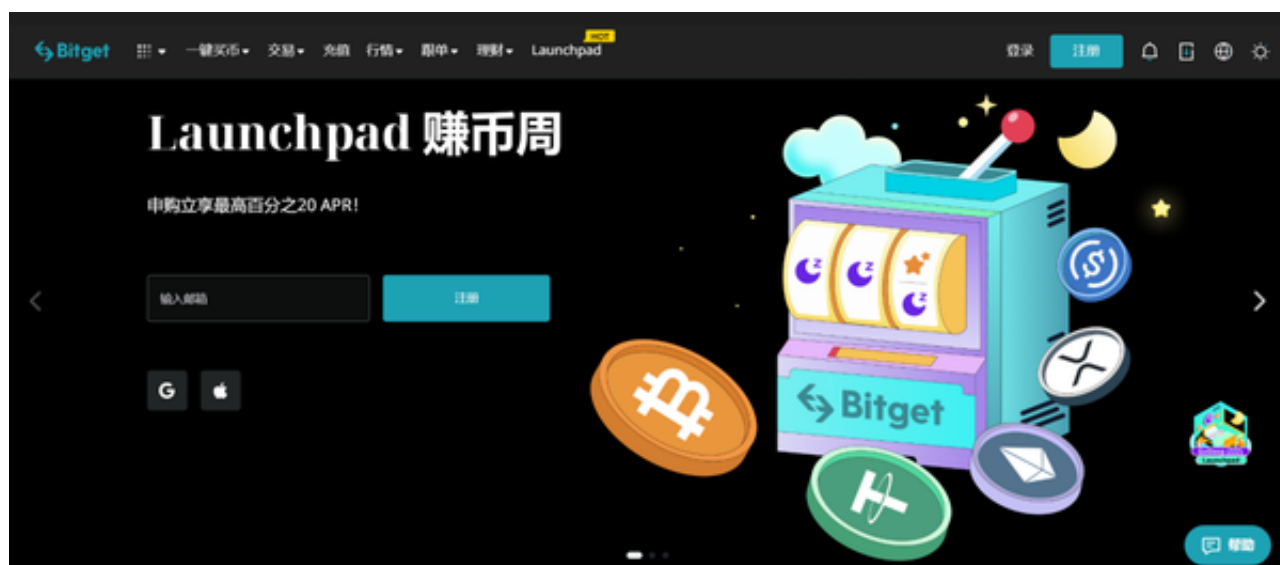 HOT
Bitget 一键买币 交易 充值 行情 跟单 理财 Launchpad 登录 注册
Launchpad 赚币周
申购立享最高百分之20 APR!
输入邮箱 注册
G
Bitget
Launchpad
帮助